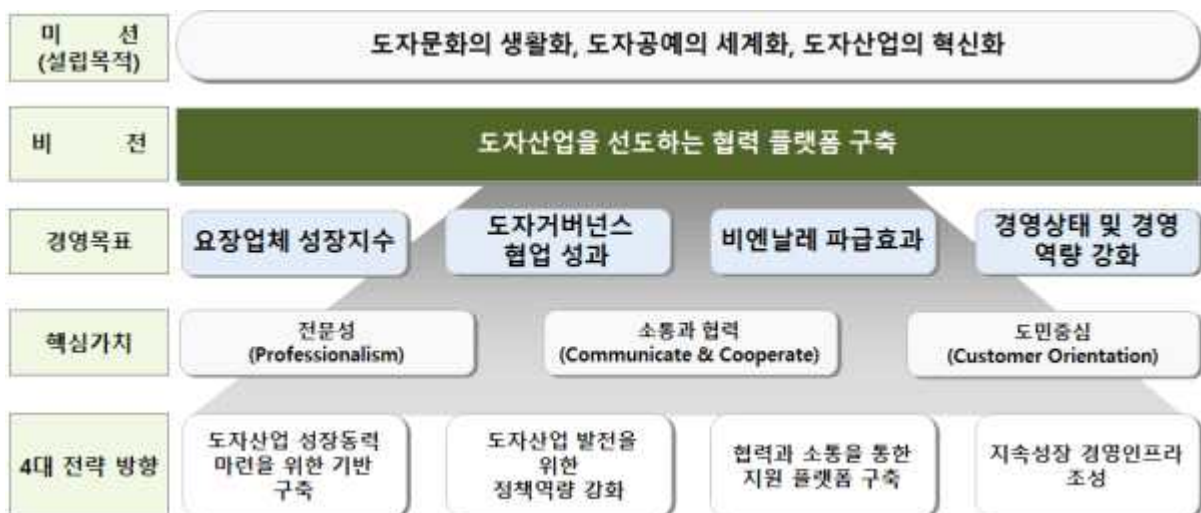 미 션
(설립목적)
도자문화의 생활화, 도자공예의 세계화, 도자산업의 혁신화
비 전
도자산업을 선도하는 협력 플랫폼 구축
경영목표
요장업체 성장지수
도자거버넌스
협업 성과
비엔날레 파급효과
경영상태 및 경영
역량 강화
핵심가치
전문성
(Professionalism)
소통과 협력
(Communicate & Cooperate)
도민중심
(Customer Orientation)
4대 전략 방향
도자산업 성장동력
마련을 위한 기반
구축
도자산업 발전을
위한
정책역량 강화
협력과 소통을 통한
지원 플랫폼 구축
지속성장 경영인프라
조성